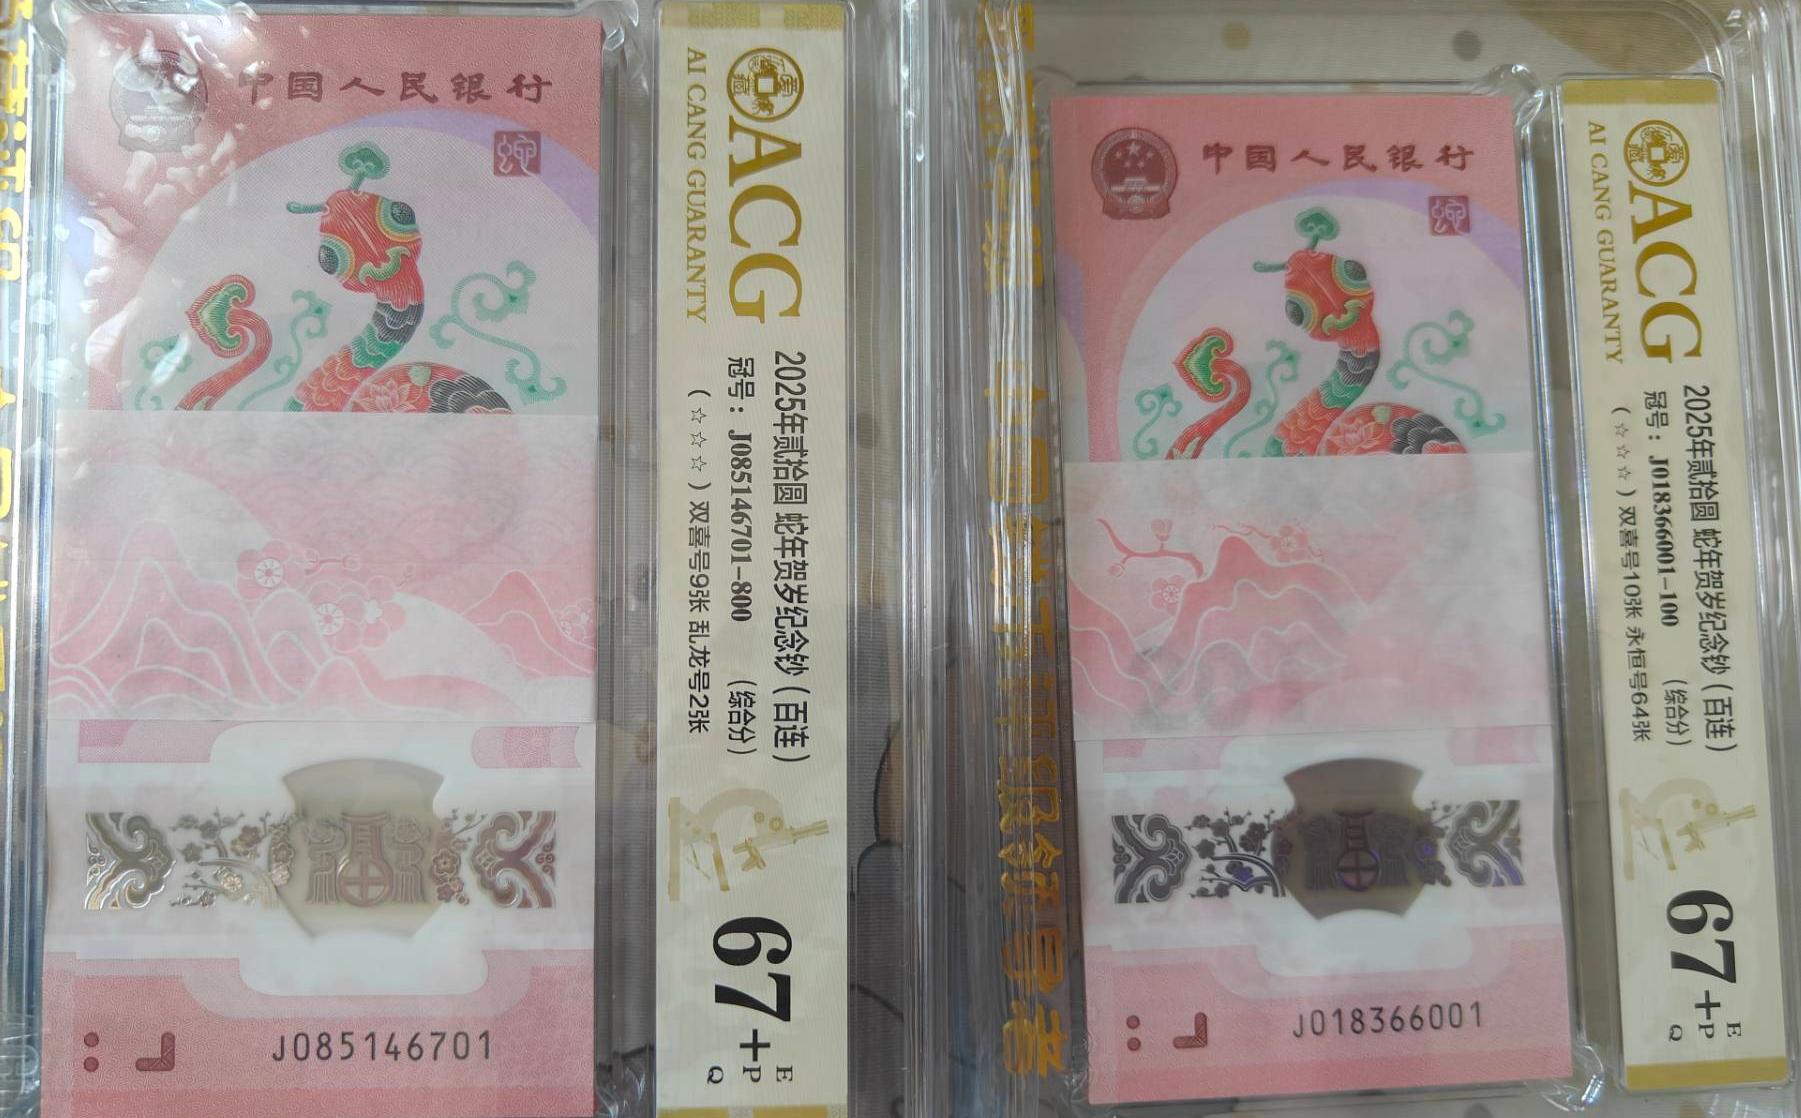 中国人民银行
蛇
J085146701
ACG
AI CANG GUARANTY
2025年贰拾圆 蛇年贺岁纪念钞（百连）
冠号：J085146701-800 （综合分）
（☆☆☆）双喜号9张 乱龙号2张
67+EPQ
中国人民银行
蛇
J018366001
ACG
AI CANG GUARANTY
2025年贰拾圆 蛇年贺岁纪念钞（百连）
冠号：J018366001-100 （综合分）
（☆☆☆☆）双喜号10张 永恒号64张
67+EPQ